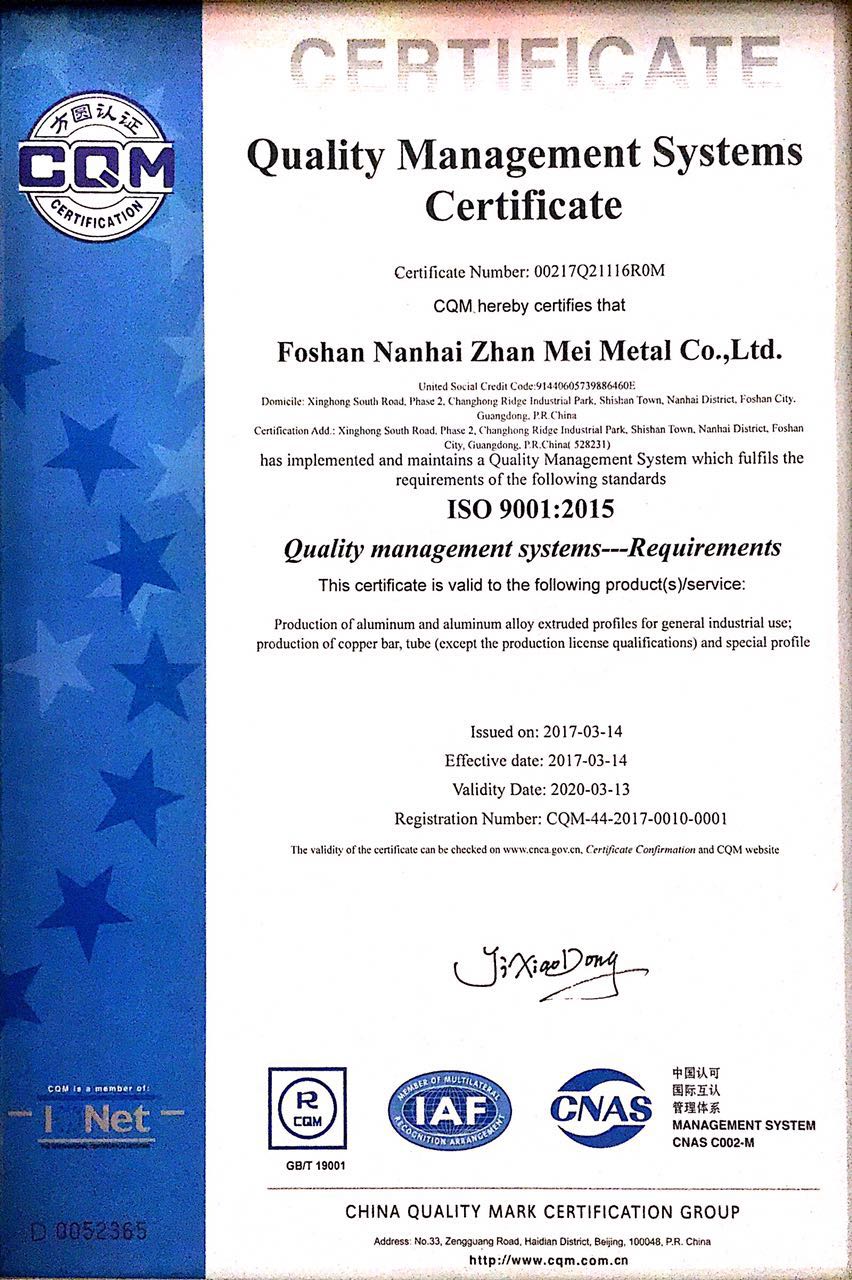 CERTIFICATE
方圆认证
CQM
CERTIFICATION
Quality Management Systems
Certificate
Certificate Number: 00217Q21116R0M
CQM hereby certifies that
Foshan Nanhai Zhan Mei Metal Co.,Ltd.
United Social Credit Code:91440605739886460E
Domicile: Xinghong South Road, Phase 2, Changhong Ridge Industrial Park, Shishan Town, Nanhai District, Foshan City,
Guangdong, P.R.China
Certification Add.: Xinghong South Road, Phase 2, Changhong Ridge Industrial Park, Shishan Town, Nanhai District, Foshan
City, Guangdong, P.R.China( 528231)
has implemented and maintains a Quality Management System which fulfils the
requirements of the following standards
ISO 9001:2015
Quality management systems---Requirements
This certificate is valid to the following product(s)/service:
Production of aluminum and aluminum alloy extruded profiles for general industrial use;
production of copper bar, tube (except the production license qualifications) and special profile
Issued on: 2017-03-14
Effective date: 2017-03-14
Validity Date: 2020-03-13
Registration Number: CQM-44-2017-0010-0001
The validity of the certificate can be checked on www.cnca.gov.cn, Certificate Confirmation and CQM website
JiXiaoDong
CQM is a member of:
I Net
D 0052365
R
CQM
GB/T 19001
MEMBER OF MULTILATERAL
IAF
RECOGNITION ARRANGEMENT
CNAS
中国认可
国际互认
管理体系
MANAGEMENT SYSTEM
CNAS C002-M
CHINA QUALITY MARK CERTIFICATION GROUP
Address: No.33, Zengguang Road, Haidian District, Beijing, 100048, P.R. China
http://www.cqm.com.cn